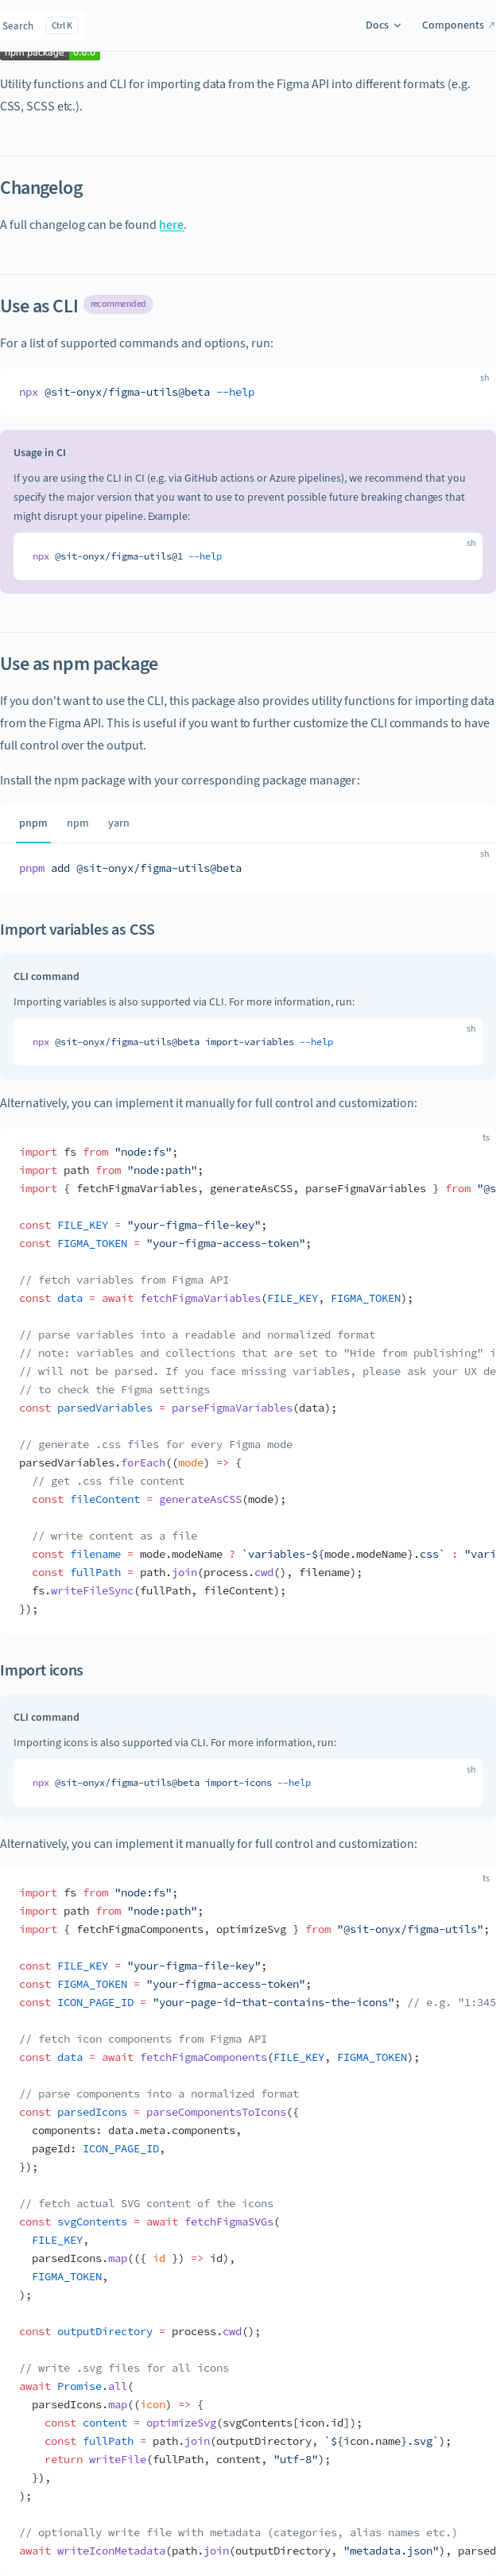 Search Ctrl K Docs Components ↗
npm package 0.0.0
Utility functions and CLI for importing data from the Figma API into different formats (e.g.
CSS, SCSS etc.).
Changelog
A full changelog can be found here.
Use as CLI recommended
For a list of supported commands and options, run:
sh
npx @sit-onyx/figma-utils@beta --help
Usage in CI
If you are using the CLI in CI (e.g. via GitHub actions or Azure pipelines), we recommend that you
specify the major version that you want to use to prevent possible future breaking changes that
might disrupt your pipeline. Example:
sh
npx @sit-onyx/figma-utils@1 --help
Use as npm package
If you don't want to use the CLI, this package also provides utility functions for importing data
from the Figma API. This is useful if you want to further customize the CLI commands to have
full control over the output.
Install the npm package with your corresponding package manager:
pnpm npm yarn
sh
pnpm add @sit-onyx/figma-utils@beta
Import variables as CSS
CLI command
Importing variables is also supported via CLI. For more information, run:
sh
npx @sit-onyx/figma-utils@beta import-variables --help
Alternatively, you can implement it manually for full control and customization:
ts
import fs from "node:fs";
import path from "node:path";
import { fetchFigmaVariables, generateAsCSS, parseFigmaVariables } from "@s
const FILE_KEY = "your-figma-file-key";
const FIGMA_TOKEN = "your-figma-access-token";
// fetch variables from Figma API
const data = await fetchFigmaVariables(FILE_KEY, FIGMA_TOKEN);
// parse variables into a readable and normalized format
// note: variables and collections that are set to "Hide from publishing" i
// will not be parsed. If you face missing variables, please ask your UX de
// to check the Figma settings
const parsedVariables = parseFigmaVariables(data);
// generate .css files for every Figma mode
parsedVariables.forEach((mode) => {
// get .css file content
const fileContent = generateAsCSS(mode);
// write content as a file
const filename = mode.modeName ? `variables-${mode.modeName}.css` : "vari
const fullPath = path.join(process.cwd(), filename);
fs.writeFileSync(fullPath, fileContent);
});
Import icons
CLI command
Importing icons is also supported via CLI. For more information, run:
sh
npx @sit-onyx/figma-utils@beta import-icons --help
Alternatively, you can implement it manually for full control and customization:
ts
import fs from "node:fs";
import path from "node:path";
import { fetchFigmaComponents, optimizeSvg } from "@sit-onyx/figma-utils";
const FILE_KEY = "your-figma-file-key";
const FIGMA_TOKEN = "your-figma-access-token";
const ICON_PAGE_ID = "your-page-id-that-contains-the-icons"; // e.g. "1:345
// fetch icon components from Figma API
const data = await fetchFigmaComponents(FILE_KEY, FIGMA_TOKEN);
// parse components into a normalized format
const parsedIcons = parseComponentsToIcons({
components: data.meta.components,
pageId: ICON_PAGE_ID,
});
// fetch actual SVG content of the icons
const svgContents = await fetchFigmaSVGs(
FILE_KEY,
parsedIcons.map(({ id }) => id),
FIGMA_TOKEN,
);
const outputDirectory = process.cwd();
// write .svg files for all icons
await Promise.all(
parsedIcons.map((icon) => {
const content = optimizeSvg(svgContents[icon.id]);
const fullPath = path.join(outputDirectory, `${icon.name}.svg`);
return writeFile(fullPath, content, "utf-8");
}),
);
// optionally write file with metadata (categories, alias names etc.)
await writeIconMetadata(path.join(outputDirectory, "metadata.json"), parsed